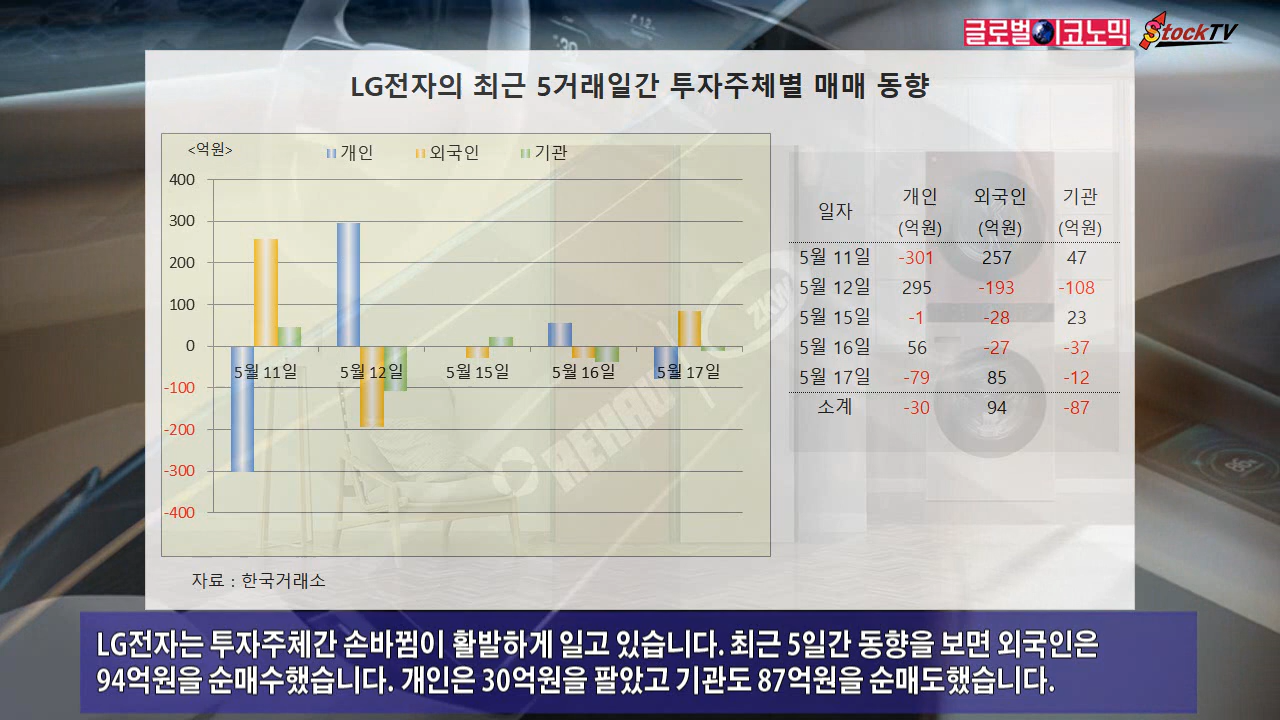 글로벌이코노믹 StockTV
LG전자의 최근 5거래일간 투자주체별 매매 동향
<억원> 개인 외국인 기관
400
300
200
100
0
-100
-200
-300
-400
5월 11일 5월 12일 5월 15일 5월 16일 5월 17일
일자 개인 외국인 기관
(억원) (억원) (억원)
5월 11일 -301 257 47
5월 12일 295 -193 -108
5월 15일 -1 -28 23
5월 16일 56 -27 -37
5월 17일 -79 85 -12
소계 -30 94 -87
REHAU
ZKW
자료 : 한국거래소
LG전자는 투자주체간 손바뀜이 활발하게 일고 있습니다. 최근 5일간 동향을 보면 외국인은
94억원을 순매수했습니다. 개인은 30억원을 팔았고 기관도 87억원을 순매도했습니다.